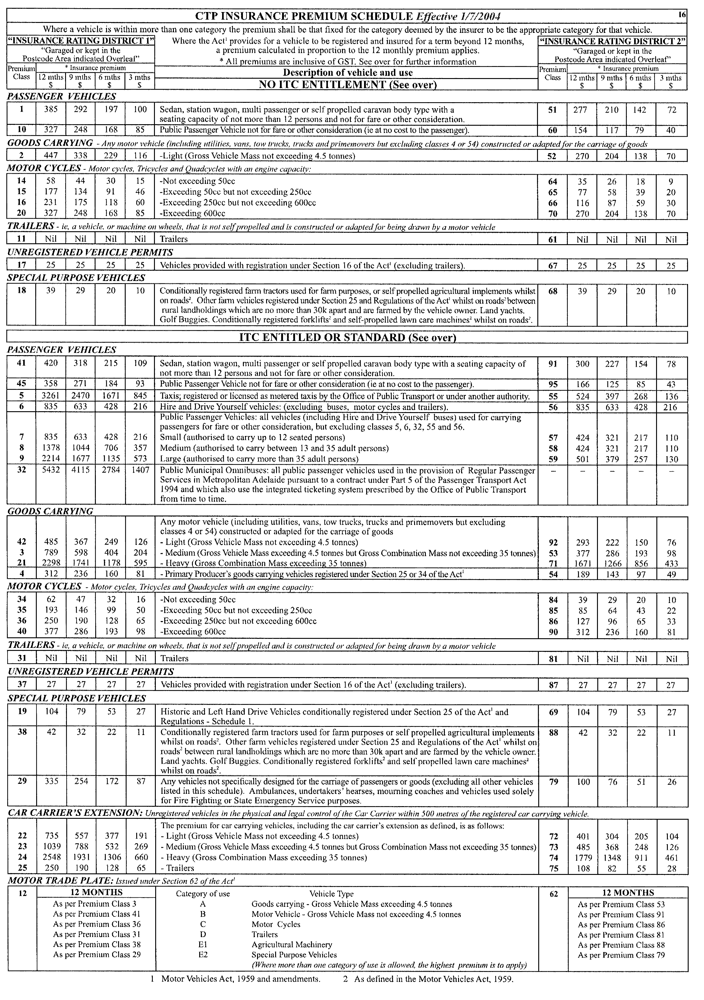 CTP INSURANCE PREMIUM SCHEDULE Effective 1/7/2004 16
Where a vehicle is within more than one category the premium shall be that fixed for the category deemed by the insurer to be the appropriate category for that vehicle.
"INSURANCE RATING DISTRICT 1"
"Garaged or kept in the
Postcode Area indicated Overleaf"
Premium Class * Insurance premium
12 mths $ 9 mths $ 6 mths $ 3 mths $
Where the Act¹ provides for a vehicle to be registered and insured for a term beyond 12 months,
a premium calculated in proportion to the 12 monthly premium applies.
* All premiums are inclusive of GST. See over for further information
Description of vehicle and use
NO ITC ENTITLEMENT (See over)
"INSURANCE RATING DISTRICT 2"
"Garaged or kept in the
Postcode Area indicated Overleaf"
Premium Class * Insurance premium
12 mths $ 9 mths $ 6 mths $ 3 mths $
PASSENGER VEHICLES
1 385 292 197 100 Sedan, station wagon, multi passenger or self propelled caravan body type with a 51 277 210 142 72
seating capacity of not more than 12 persons and not for fare or other consideration.
10 327 248 168 85 Public Passenger Vehicle not for fare or other consideration (ie at no cost to the passenger). 60 154 117 79 40
GOODS CARRYING - Any motor vehicle (including utilities, vans, tow trucks, trucks and primemovers but excluding classes 4 or 54) constructed or adapted for the carriage of goods
2 447 338 229 116 -Light (Gross Vehicle Mass not exceeding 4.5 tonnes) 52 270 204 138 70
MOTOR CYCLES - Motor cycles, Tricycles and Quadcycles with an engine capacity:
14 58 44 30 15 -Not exceeding 50cc 64 35 26 18 9
15 177 134 91 46 -Exceeding 50cc but not exceeding 250cc 65 77 58 39 20
16 231 175 118 60 -Exceeding 250cc but not exceeding 600cc 66 116 87 59 30
20 327 248 168 85 -Exceeding 600cc 70 270 204 138 70
TRAILERS - ie, a vehicle, or machine on wheels, that is not self propelled and is constructed or adapted for being drawn by a motor vehicle
11 Nil Nil Nil Nil Trailers 61 Nil Nil Nil Nil
UNREGISTERED VEHICLE PERMITS
17 25 25 25 25 Vehicles provided with registration under Section 16 of the Act¹ (excluding trailers). 67 25 25 25 25
SPECIAL PURPOSE VEHICLES
18 39 29 20 10 Conditionally registered farm tractors used for farm purposes, or self propelled agricultural implements whilst 68 39 29 20 10
on roads². Other farm vehicles registered under Section 25 and Regulations of the Act¹ whilst on roads² between
rural landholdings which are no more than 30k apart and are farmed by the vehicle owner. Land yachts.
Golf Buggies. Conditionally registered forklifts² and self-propelled lawn care machines² whilst on roads².
ITC ENTITLED OR STANDARD (See over)
PASSENGER VEHICLES
41 420 318 215 109 Sedan, station wagon, multi passenger or self propelled caravan body type with a seating capacity of 91 300 227 154 78
not more than 12 persons and not for fare or other consideration.
45 358 271 184 93 Public Passenger Vehicle not for fare or other consideration (ie at no cost to the passenger). 95 166 125 85 43
5 3261 2470 1671 845 Taxis; registered or licensed as metered taxis by the Office of Public Transport or under another authority. 55 524 397 268 136
6 835 633 428 216 Hire and Drive Yourself vehicles: (excluding buses, motor cycles and trailers). 56 835 633 428 216
Public Passenger Vehicles: all vehicles (including Hire and Drive Yourself buses) used for carrying
passengers for fare or other consideration, but excluding classes 5, 6, 32, 55 and 56.
7 835 633 428 216 Small (authorised to carry up to 12 seated persons) 57 424 321 217 110
8 1378 1044 706 357 Medium (authorised to carry between 13 and 35 adult persons) 58 424 321 217 110
9 2214 1677 1135 573 Large (authorised to carry more than 35 adult persons) 59 501 379 257 130
32 5432 4115 2784 1407 Public Municipal Omnibuses: all public passenger vehicles used in the provision of Regular Passenger – – – – –
Services in Metropolitan Adelaide pursuant to a contract under Part 5 of the Passenger Transport Act
1994 and which also use the integrated ticketing system prescribed by the Office of Public Transport
from time to time.
GOODS CARRYING
Any motor vehicle (including utilities, vans, tow trucks, trucks and primemovers but excluding
classes 4 or 54) constructed or adapted for the carriage of goods
42 485 367 249 126 - Light (Gross Vehicle Mass not exceeding 4.5 tonnes) 92 293 222 150 76
3 789 598 404 204 - Medium (Gross Vehicle Mass exceeding 4.5 tonnes but Gross Combination Mass not exceeding 35 tonnes) 53 377 286 193 98
21 2298 1741 1178 595 - Heavy (Gross Combination Mass exceeding 35 tonnes) 71 1671 1266 856 433
4 312 236 160 81 - Primary Producer's goods carrying vehicles registered under Section 25 or 34 of the Act¹ 54 189 143 97 49
MOTOR CYCLES - Motor cycles, Tricycles and Quadcycles with an engine capacity:
34 62 47 32 16 -Not exceeding 50cc 84 39 29 20 10
35 193 146 99 50 -Exceeding 50cc but not exceeding 250cc 85 85 64 43 22
36 250 190 128 65 -Exceeding 250cc but not exceeding 600cc 86 127 96 65 33
40 377 286 193 98 -Exceeding 600cc 90 312 236 160 81
TRAILERS - ie, a vehicle, or machine on wheels, that is not self propelled and is constructed or adapted for being drawn by a motor vehicle
31 Nil Nil Nil Nil Trailers 81 Nil Nil Nil Nil
UNREGISTERED VEHICLE PERMITS
37 27 27 27 27 Vehicles provided with registration under Section 16 of the Act¹ (excluding trailers). 87 27 27 27 27
SPECIAL PURPOSE VEHICLES
19 104 79 53 27 Historic and Left Hand Drive Vehicles conditionally registered under Section 25 of the Act¹ and 69 104 79 53 27
Regulations - Schedule 1.
38 42 32 22 11 Conditionally registered farm tractors used for farm purposes or self propelled agricultural implements 88 42 32 22 11
whilst on roads². Other farm vehicles registered under Section 25 and Regulations of the Act¹ whilst on
roads² between rural landholdings which are no more than 30k apart and are farmed by the vehicle owner.
Land yachts. Golf Buggies. Conditionally registered forklifts² and self propelled lawn care machines²
whilst on roads².
29 335 254 172 87 Any vehicles not specifically designed for the carriage of passengers or goods (excluding all other vehicles 79 100 76 51 26
listed in this schedule). Ambulances, undertakers' hearses, mourning coaches and vehicles used solely
for Fire Fighting or State Emergency Service purposes.
CAR CARRIER'S EXTENSION: Unregistered vehicles in the physical and legal control of the Car Carrier within 500 metres of the registered car carrying vehicle.
The premium for car carrying vehicles, including the car carrier's extension as defined, is as follows:
22 735 557 377 191 - Light (Gross Vehicle Mass not exceeding 4.5 tonnes) 72 401 304 205 104
23 1039 788 532 269 - Medium (Gross Vehicle Mass exceeding 4.5 tonnes but Gross Combination Mass not exceeding 35 tonnes) 73 485 368 248 126
24 2548 1931 1306 660 - Heavy (Gross Combination Mass exceeding 35 tonnes) 74 1779 1348 911 461
25 250 190 128 65 - Trailers 75 108 82 55 28
MOTOR TRADE PLATE: Issued under Section 62 of the Act¹
12 12 MONTHS Category of use Vehicle Type 62 12 MONTHS
As per Premium Class 3 A Goods carrying - Gross Vehicle Mass exceeding 4.5 tonnes As per Premium Class 53
As per Premium Class 41 B Motor Vehicle - Gross Vehicle Mass not exceeding 4.5 tonnes As per Premium Class 91
As per Premium Class 36 C Motor Cycles As per Premium Class 86
As per Premium Class 31 D Trailers As per Premium Class 81
As per Premium Class 38 E1 Agricultural Machinery As per Premium Class 88
As per Premium Class 29 E2 Special Purpose Vehicles As per Premium Class 79
(Where more than one category of use is allowed, the highest premium is to apply)
1 Motor Vehicles Act, 1959 and amendments. 2 As defined in the Motor Vehicles Act, 1959.